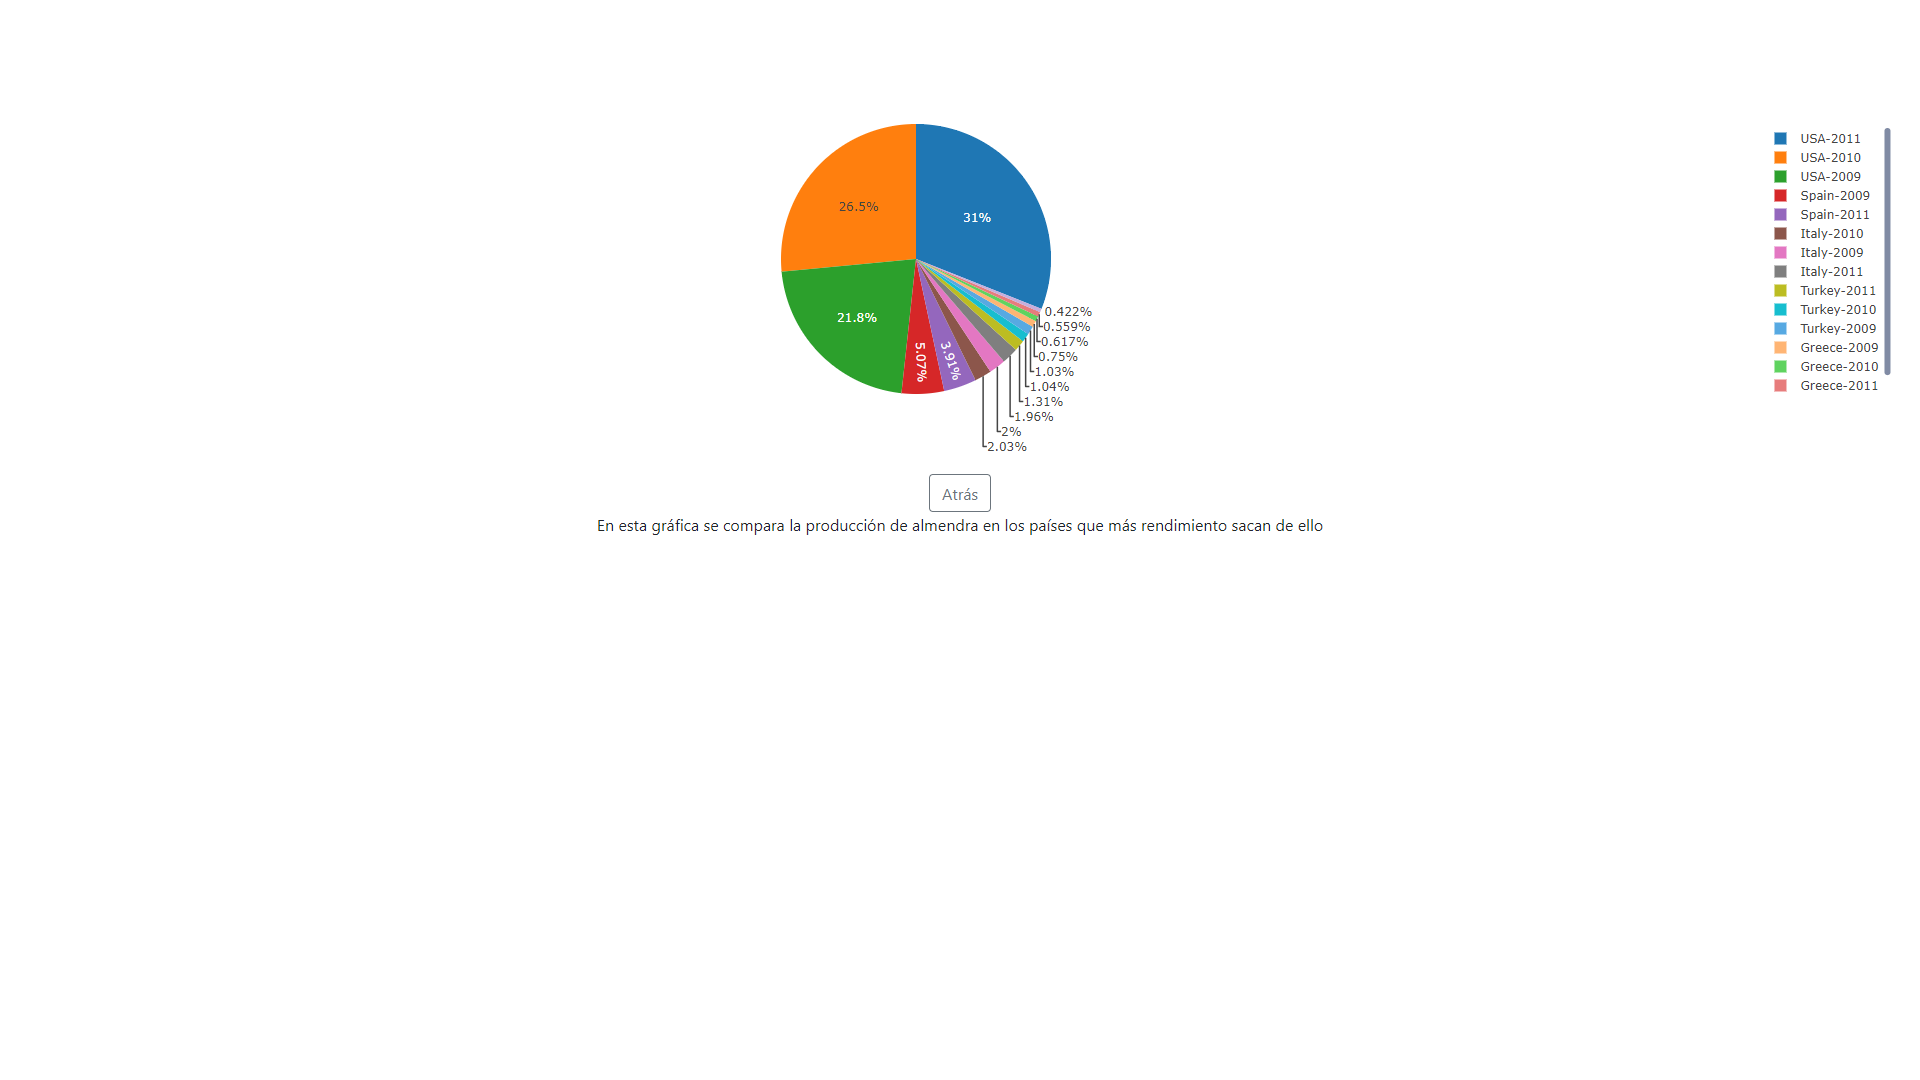 26.5%
31%
21.8%
5.07%
3.91%
0.422%
0.559%
0.617%
0.75%
1.03%
1.04%
1.31%
1.96%
2%
2.03%
USA-2011
USA-2010
USA-2009
Spain-2009
Spain-2011
Italy-2010
Italy-2009
Italy-2011
Turkey-2011
Turkey-2010
Turkey-2009
Greece-2009
Greece-2010
Greece-2011
Atrás
En esta gráfica se compara la producción de almendra en los países que más rendimiento sacan de ello